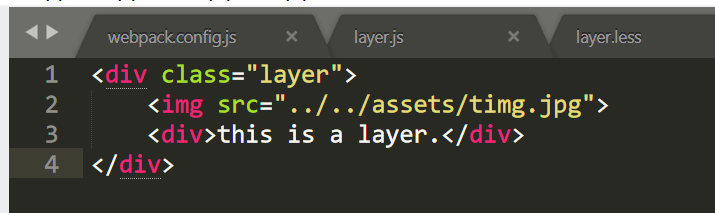 webpack.config.js × layer.js × layer.less
1 <div class="layer">
2     <img src="../../assets/timg.jpg">
3     <div>this is a layer.</div>
4 </div>